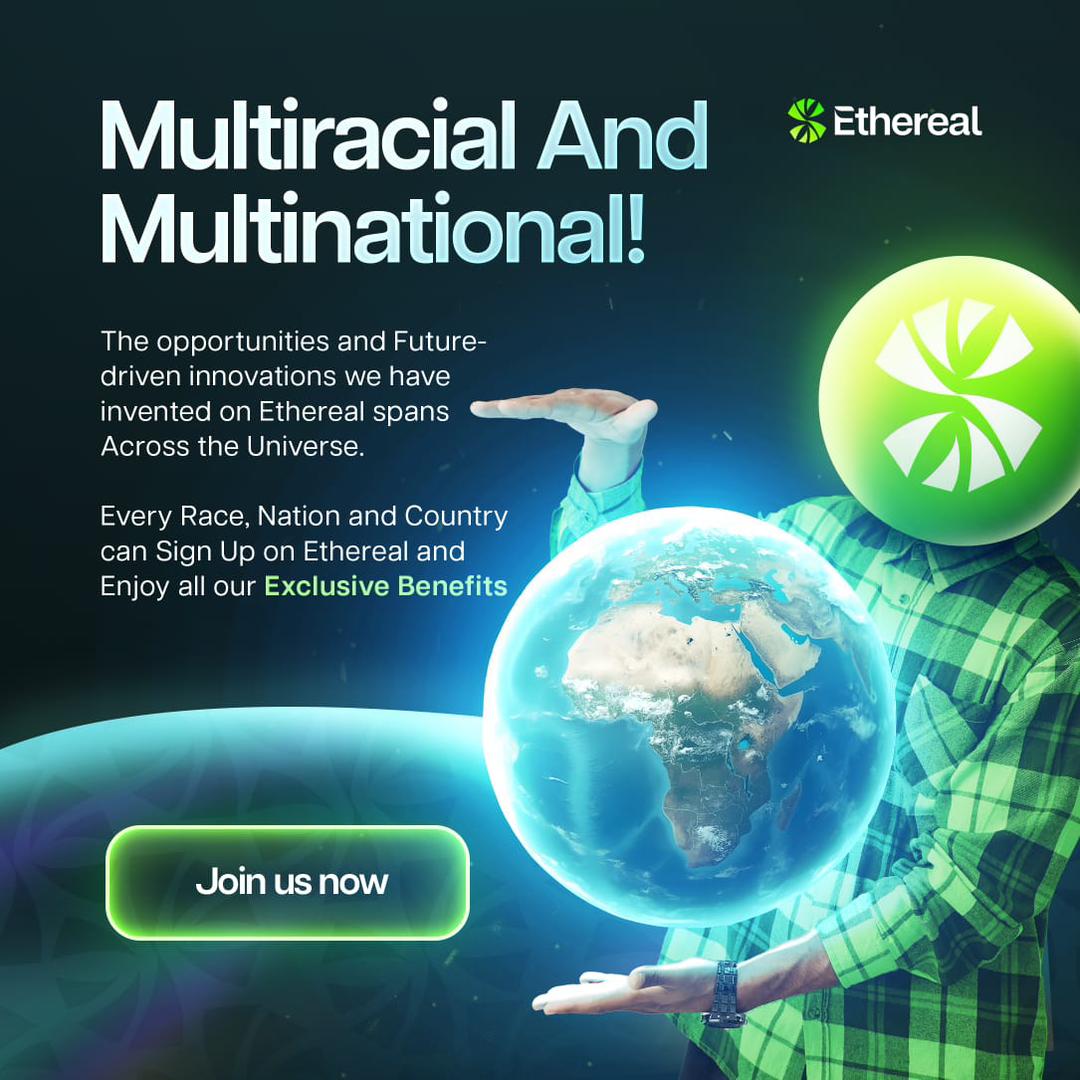 Multiracial And
Multinational!
Ethereal
The opportunities and Future-
driven innovations we have
invented on Ethereal spans
Across the Universe.
Every Race, Nation and Country
can Sign Up on Ethereal and
Enjoy all our Exclusive Benefits
Join us now